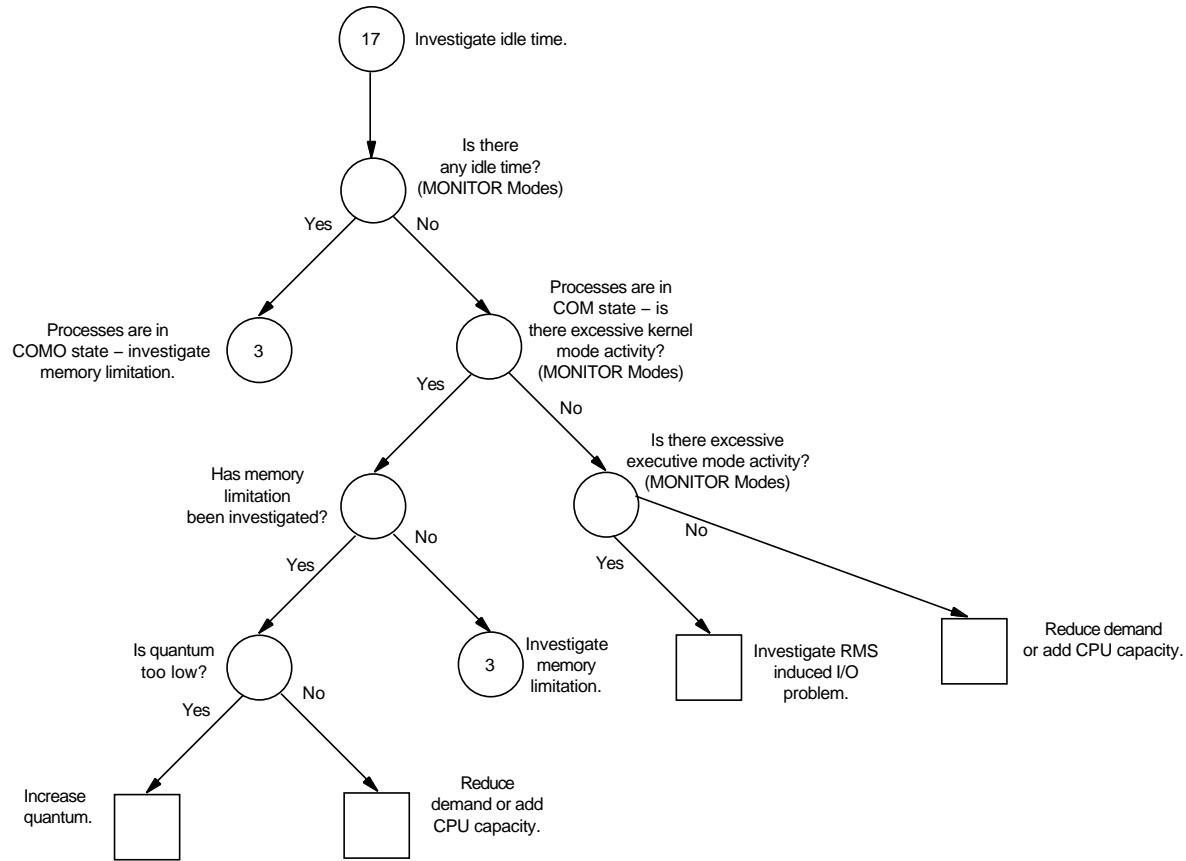 17
Investigate idle time.
Is there
any idle time?
(MONITOR Modes)
Yes
No
Processes are in
COMO state – investigate
memory limitation.
3
Processes are in
COM state – is
there excessive kernel
mode activity?
(MONITOR Modes)
Yes
No
Has memory
limitation
been investigated?
Is there excessive
executive mode activity?
(MONITOR Modes)
Yes
No
Yes
No
Is quantum
too low?
3
Investigate
memory
limitation.
Investigate RMS
induced I/O
problem.
Reduce demand
or add CPU capacity.
Yes
No
Increase
quantum.
Reduce
demand or add
CPU capacity.